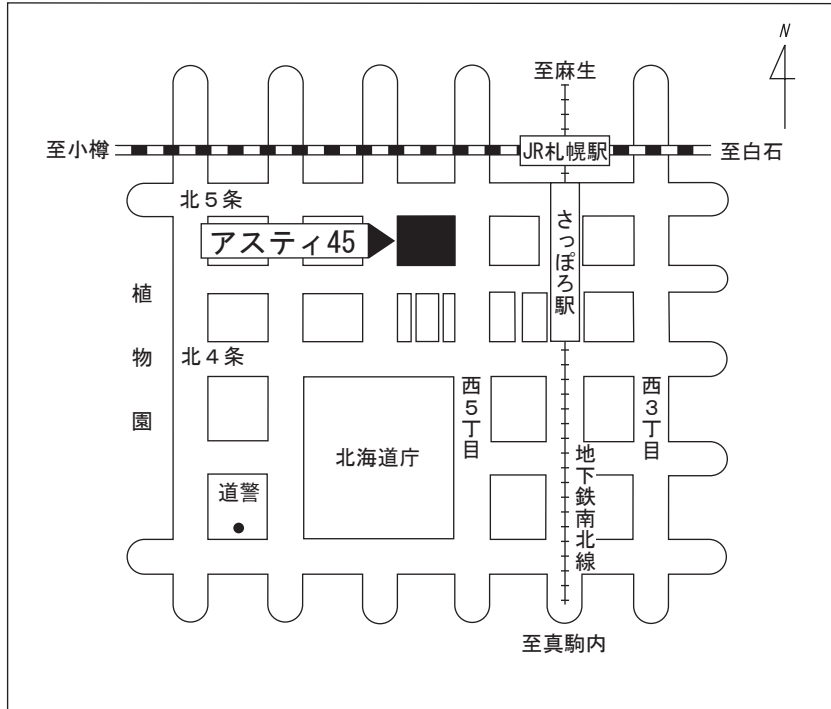 N
至麻生
至小樽
JR札幌駅
至白石
北5条
アスティ45
さっぽろ駅
植物園
北4条
西5丁目
西3丁目
北海道庁
道警
地下鉄南北線
至真駒内